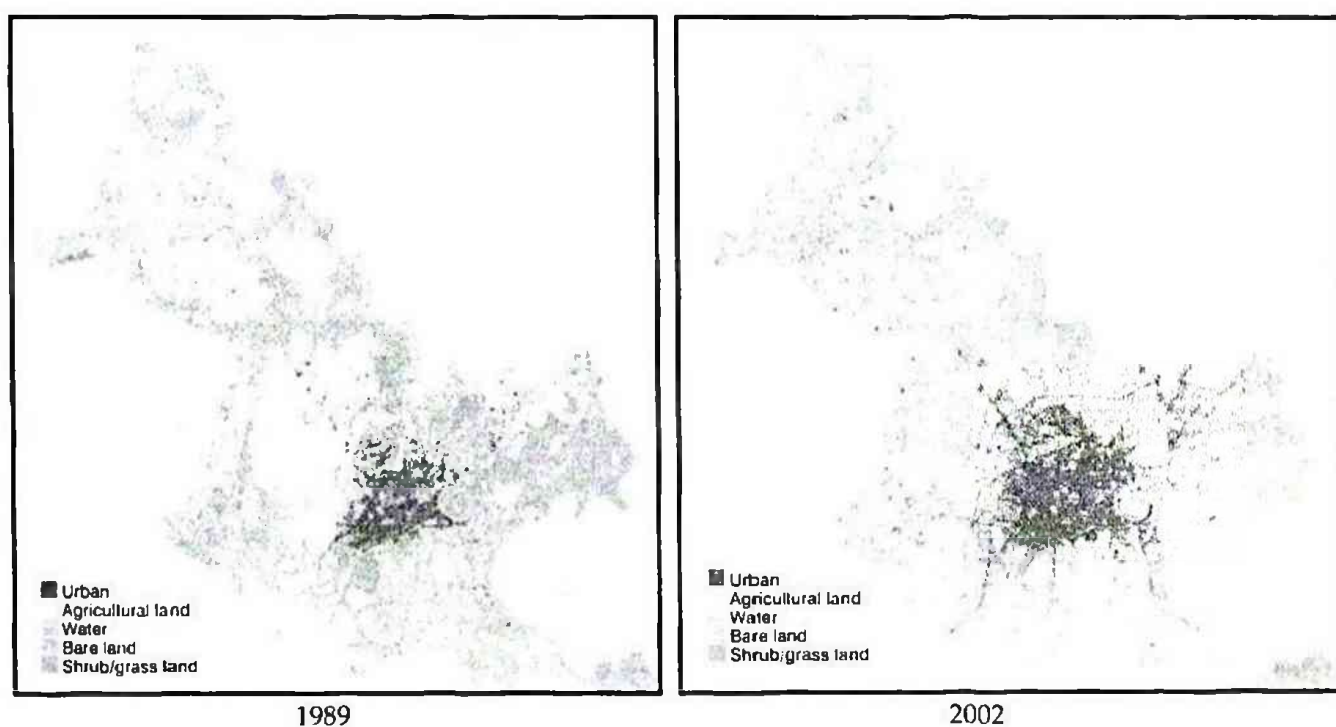 Urban
Agricultural land
Water
Bare land
Shrub/grass land
1989
Urban
Agricultural land
Water
Bare land
Shrub/grass land
2002